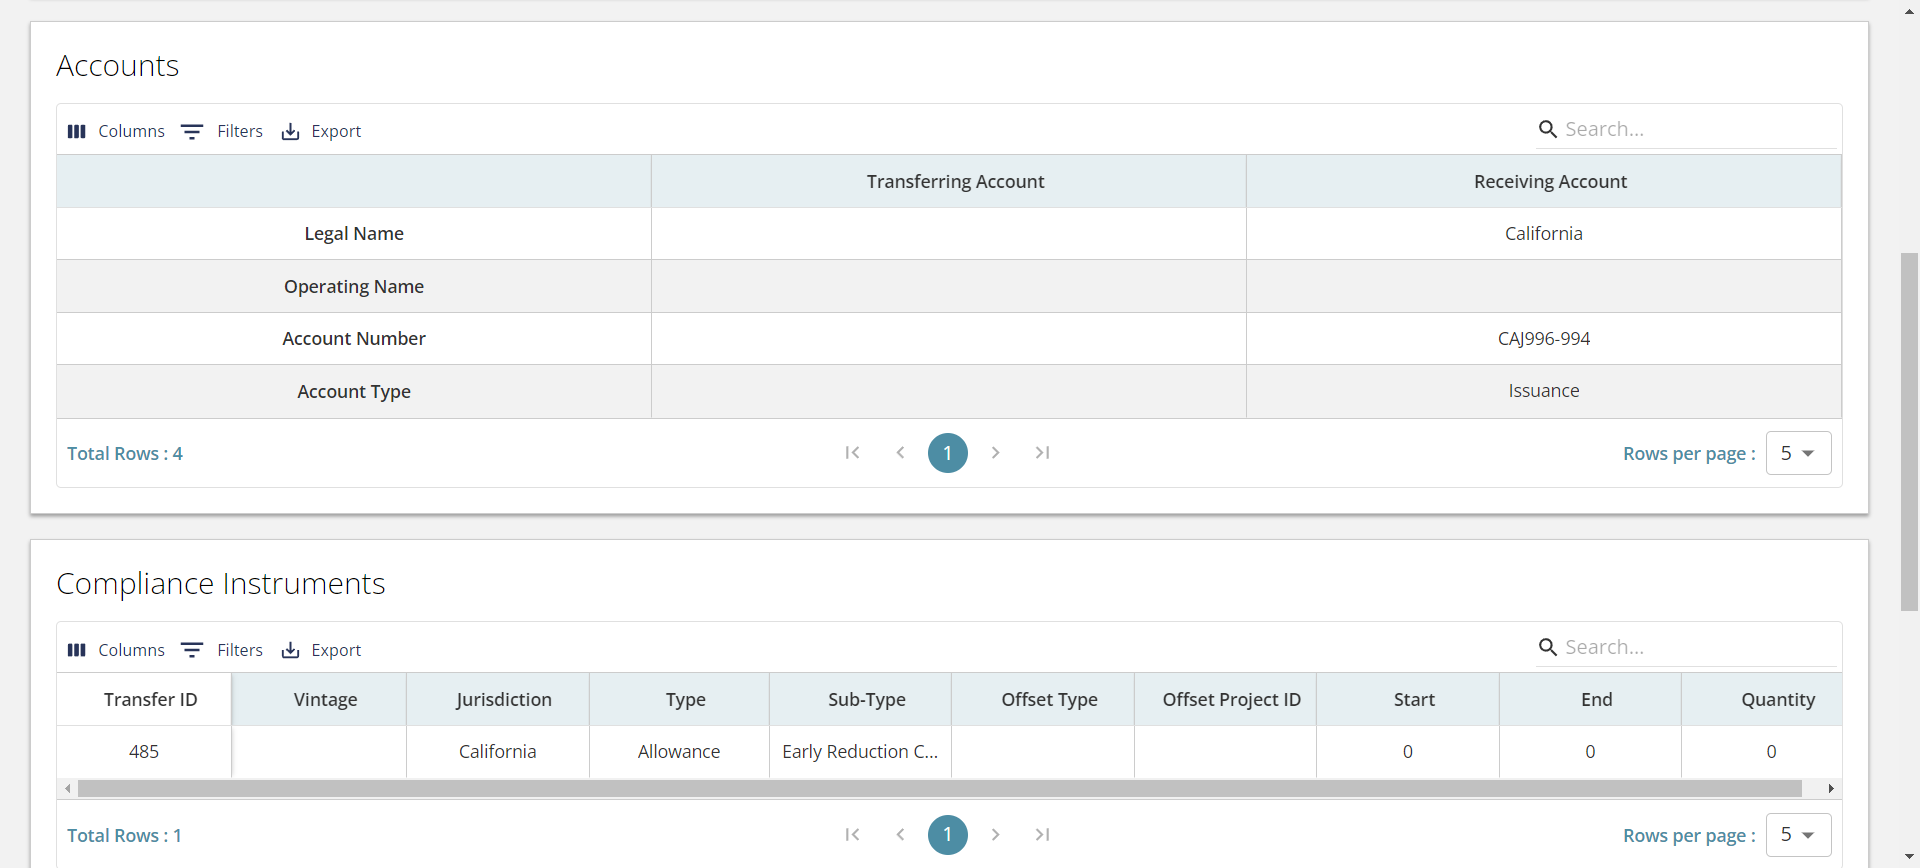 Accounts
Columns Filters Export Search...
Transferring Account Receiving Account
Legal Name California
Operating Name
Account Number CAJ996-994
Account Type Issuance
Total Rows : 4 1 Rows per page : 5
Compliance Instruments
Columns Filters Export Search...
Transfer ID Vintage Jurisdiction Type Sub-Type Offset Type Offset Project ID Start End Quantity
485 California Allowance Early Reduction C... 0 0 0
Total Rows : 1 1 Rows per page : 5